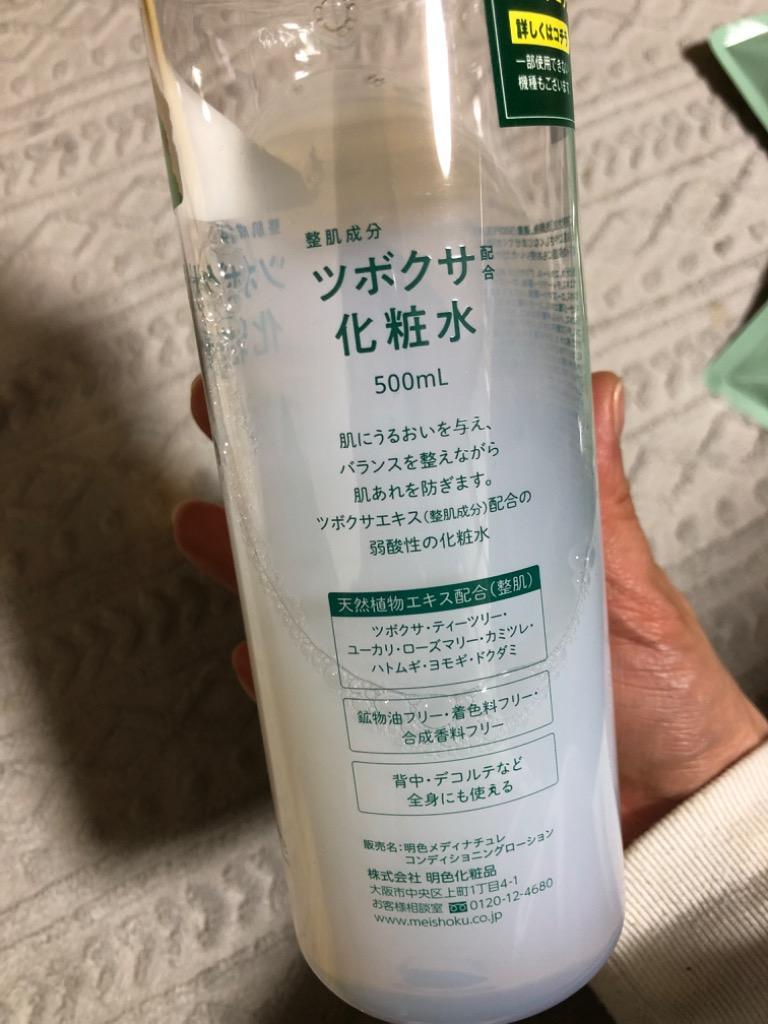 詳しくはコチラ
一部使用できない
機種もございます
整肌成分
ツボクサ配合
化粧水
500mL
肌にうるおいを与え、
バランスを整えながら
肌あれを防ぎます。
ツボクサエキス(整肌成分)配合の
弱酸性の化粧水
天然植物エキス配合(整肌)
ツボクサ・ティーツリー・
ユーカリ・ローズマリー・カミツレ・
ハトムギ・ヨモギ・ドクダミ
鉱物油フリー・着色料フリー・
合成香料フリー
背中・デコルテなど
全身にも使える
販売名:明色メディナチュレ
コンディショニングローション
株式会社 明色化粧品
大阪市中央区上町1丁目4-1
お客様相談室 0120-12-4680
www.meishoku.co.jp